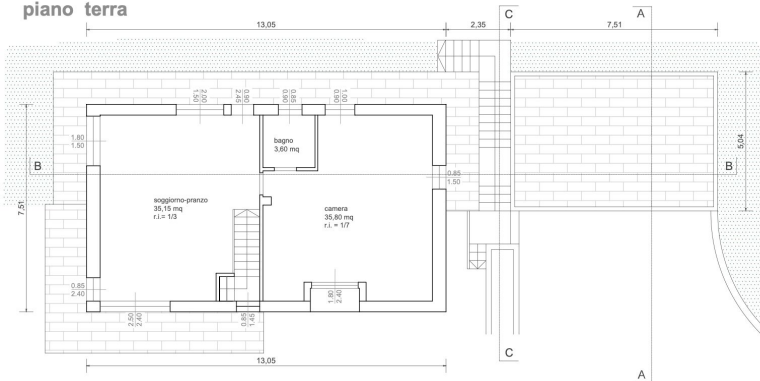 piano terra
13,05
2,35
7,51
C
A
1.50
2.00
2.45
0.90
0.90
0.85
0.90
1.00
1.80
1.50
bagno
3,60 mq
5,04
B
B
0.85
1.50
7,51
soggiorno-pranzo
35,15 mq
r.i.= 1/3
camera
35,80 mq
r.i. = 1/7
0.85
2.40
1.80
2.40
2.50
2.40
0.85
1.45
13,05
C
A